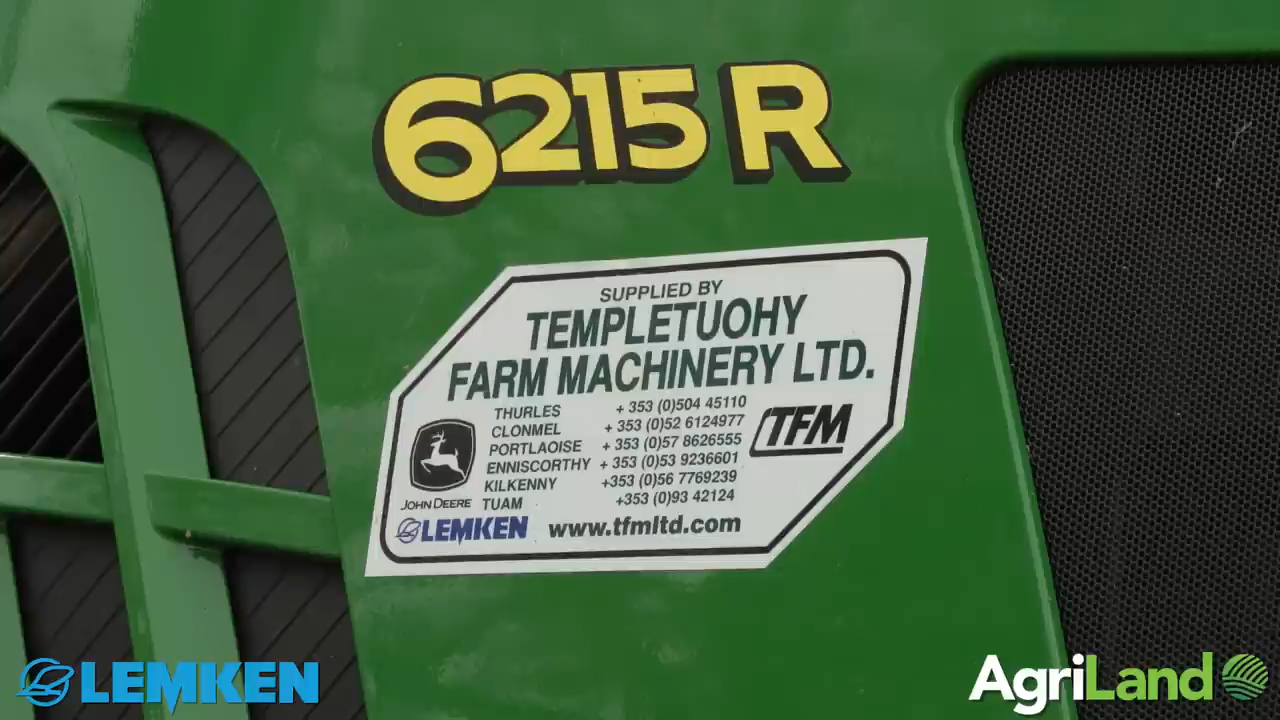 6215 R
SUPPLIED BY
TEMPLETUOHY
FARM MACHINERY LTD.
THURLES + 353 (0)504 45110
CLONMEL + 353 (0)52 6124977
PORTLAOISE + 353 (0)57 8626555
ENNISCORTHY + 353 (0)53 9236601
KILKENNY +353 (0)56 7769239
TUAM +353 (0)93 42124
JOHN DEERE
TFM
LEMKEN www.tfmltd.com
LEMKEN
AgriLand